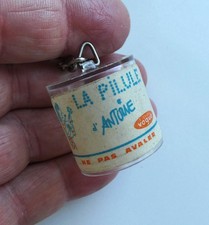 LA PILULE
d'ANTOINE
VOGUE
NE PAS AVALER